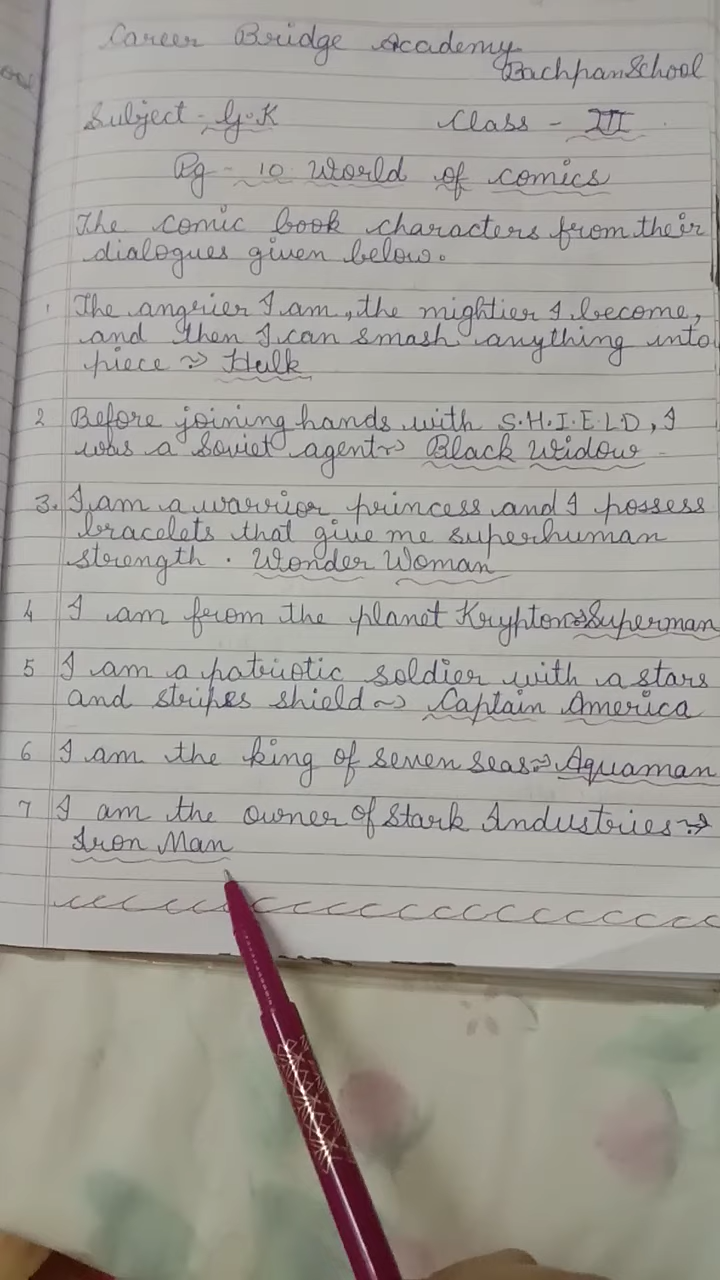 Career Bridge Academy
Bachpan School
Subject - G.K Class - III
Pg - 10 World of comics
The comic book characters from their
dialogues given below.
1 The angrier I am, the mightier I become,
and then I can smash anything into
piece ~> Hulk
2 Before joining hands with S.H.I.E.L.D, I
was a Soviet agent ~> Black Widow
3. I am a warrior princess and I possess
bracelets that give me superhuman
strength. Wonder Woman
4 I am from the planet Krypton ~> Superman
5 I am a patriotic soldier with a stars
and stripes shield ~> Captain America
6 I am the king of seven seas ~> Aquaman
7 I am the owner of Stark Industries ~>
Iron Man